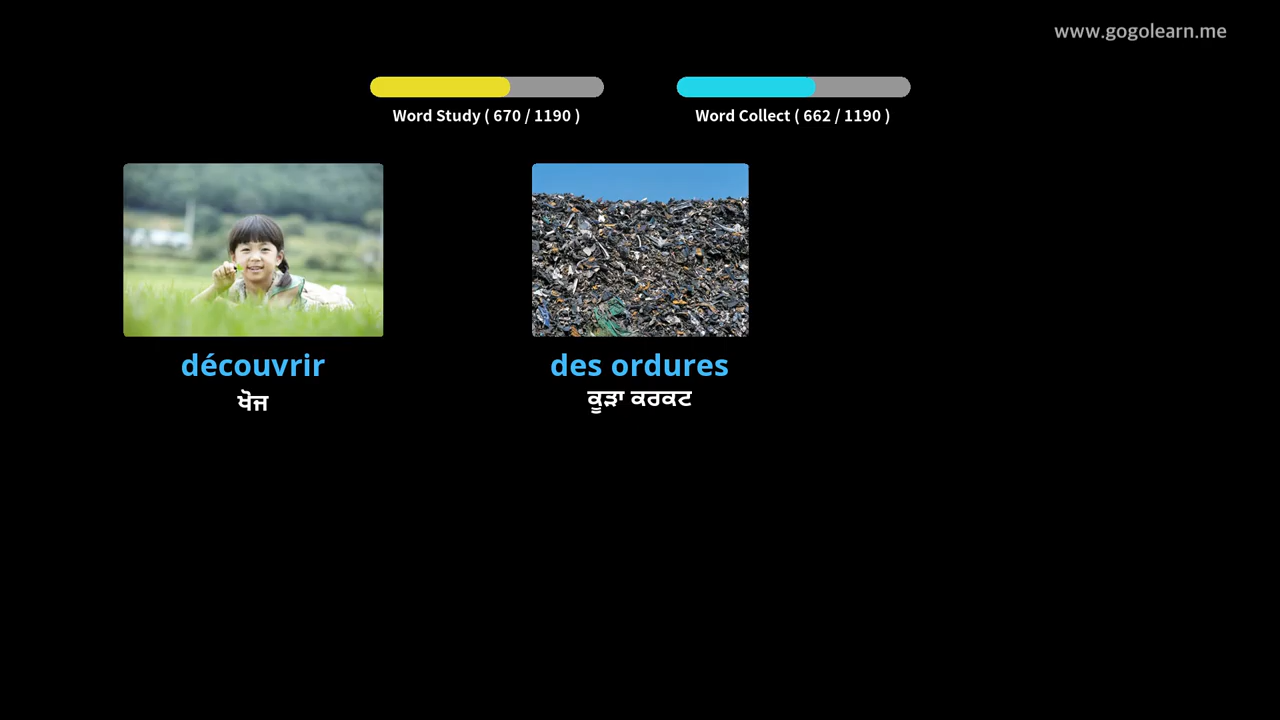 www.gogolearn.me
Word Study ( 670 / 1190 )
Word Collect ( 662 / 1190 )
découvrir
ਖੋਜ
des ordures
ਕੂੜਾ ਕਰਕਟ